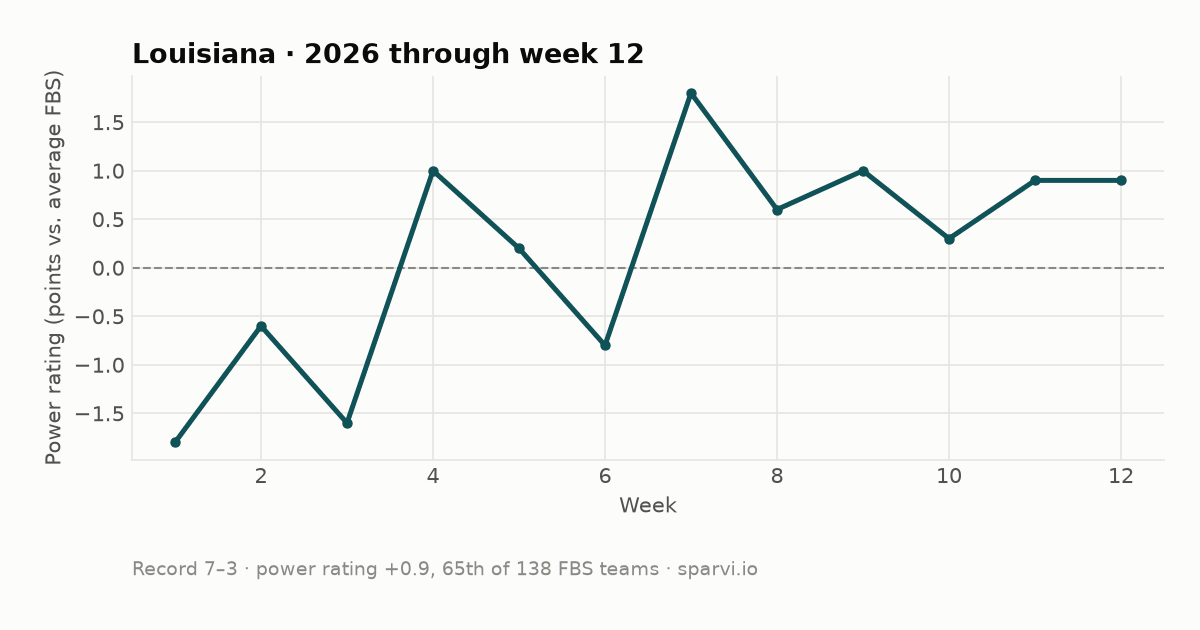 Louisiana · 2026 through week 12
Power rating (points vs. average FBS)
1.5
1.0
0.5
0.0
−0.5
−1.0
−1.5
2 4 6 8 10 12
Week
Record 7–3 · power rating +0.9, 65th of 138 FBS teams · sparvi.io